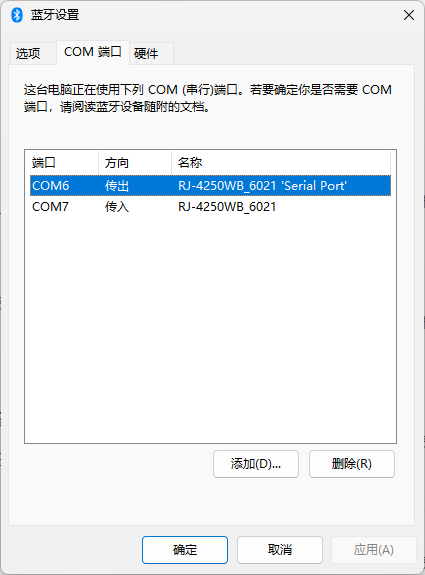 蓝牙设置
选项 COM 端口 硬件
这台电脑正在使用下列 COM (串行)端口。若要确定你是否需要 COM
端口，请阅读蓝牙设备随附的文档。
端口 方向 名称
COM6 传出 RJ-4250WB_6021 'Serial Port'
COM7 传入 RJ-4250WB_6021
添加(D)... 删除(R)
确定 取消 应用(A)